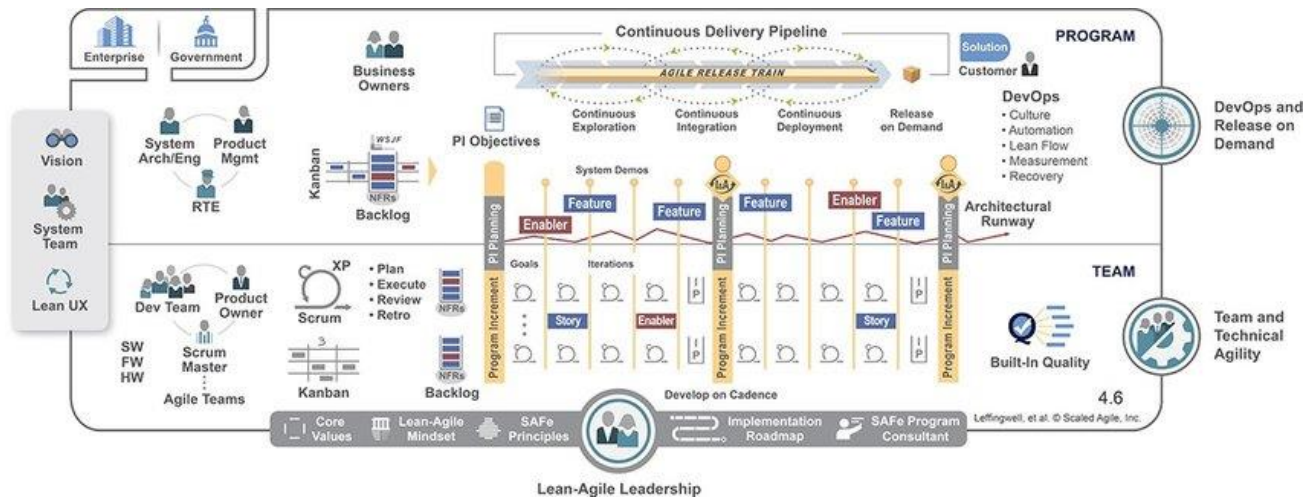 Enterprise
Government
Business
Owners
Continuous Delivery Pipeline
AGILE RELEASE TRAIN
Solution
Customer
PROGRAM
Continuous
Exploration
Continuous
Integration
Continuous
Deployment
Release
on Demand
DevOps
• Culture
• Automation
• Lean Flow
• Measurement
• Recovery
DevOps and
Release on
Demand
Vision
System
Team
Lean UX
System
Arch/Eng
Product
Mgmt
RTE
Kanban
WSJF
NFRs
Backlog
PI Objectives
System Demos
Enabler
Feature
Feature
Feature
Enabler
Feature
I&A
I&A
PI Planning
PI Planning
PI Planning
Architectural
Runway
TEAM
Dev Team
Product
Owner
Scrum
Master
Agile Teams
SW
FW
HW
XP
Scrum
• Plan
• Execute
• Review
• Retro
3
Kanban
NFRs
NFRs
Backlog
Program Increment
Program Increment
Program Increment
Goals
Iterations
Story
Enabler
Story
I P
I P
I P
I P
Develop on Cadence
Built-In Quality
Team and
Technical
Agility
4.6
Leffingwell, et al. © Scaled Agile, Inc.
Core
Values
Lean-Agile
Mindset
SAFe
Principles
Implementation
Roadmap
SAFe Program
Consultant
Lean-Agile Leadership